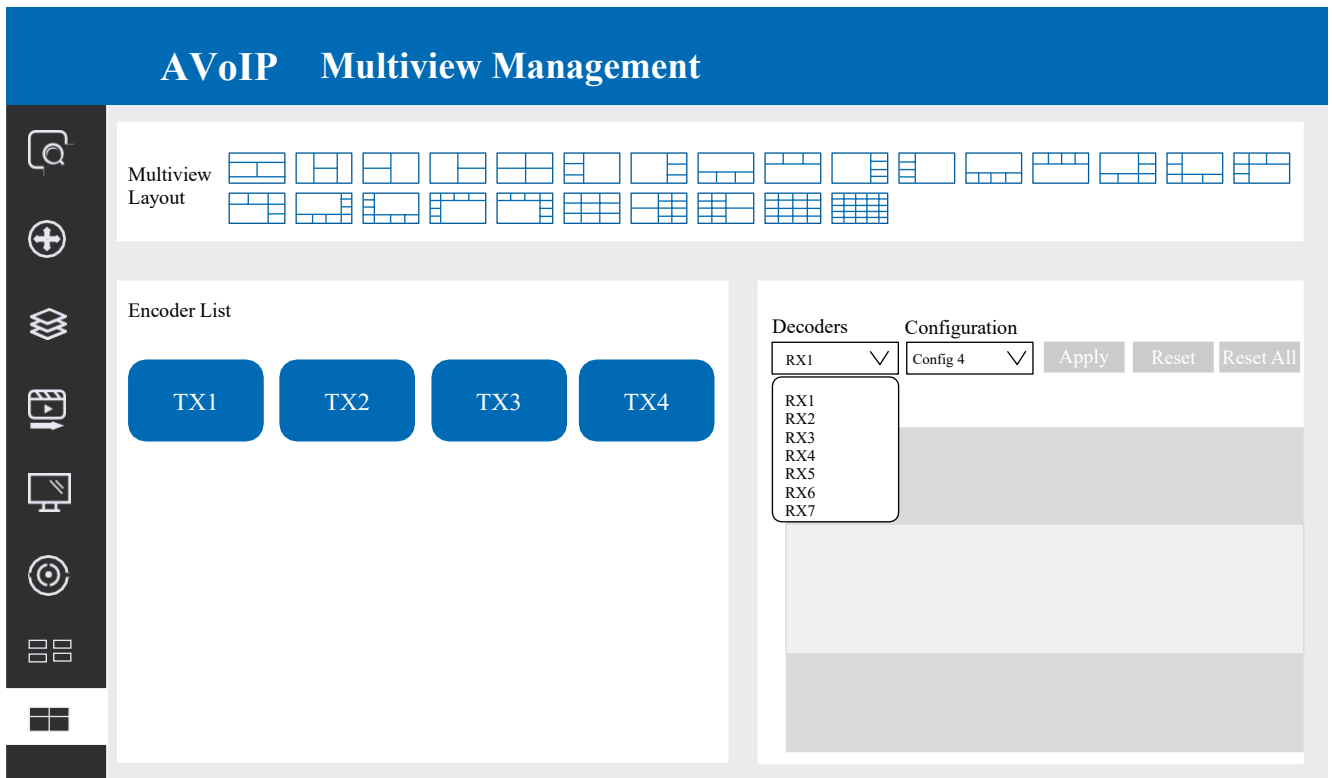 AVoIP Multiview Management
Multiview
Layout
Encoder List
TX1 TX2 TX3 TX4
Decoders Configuration
RX1 Config 4 Apply Reset Reset All
RX1
RX2
RX3
RX4
RX5
RX6
RX7